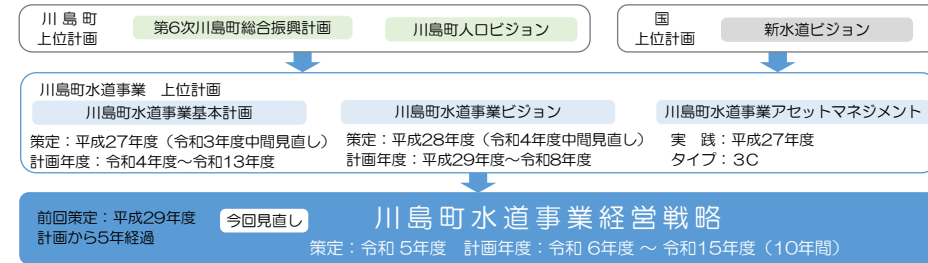 川島町
上位計画
第6次川島町総合振興計画
川島町人口ビジョン
国
上位計画
新水道ビジョン
川島町水道事業 上位計画
川島町水道事業基本計画
策定：平成27年度（令和3年度中間見直し）
計画年度：令和4年度～令和13年度
川島町水道事業ビジョン
策定：平成28年度（令和4年度中間見直し）
計画年度：平成29年度～令和8年度
川島町水道事業アセットマネジメント
実 践：平成27年度
タイプ：3C
前回策定：平成29年度
計画から5年経過
今回見直し
川島町水道事業経営戦略
策定：令和 5年度 計画年度：令和 6年度 ～ 令和15年度（10年間）